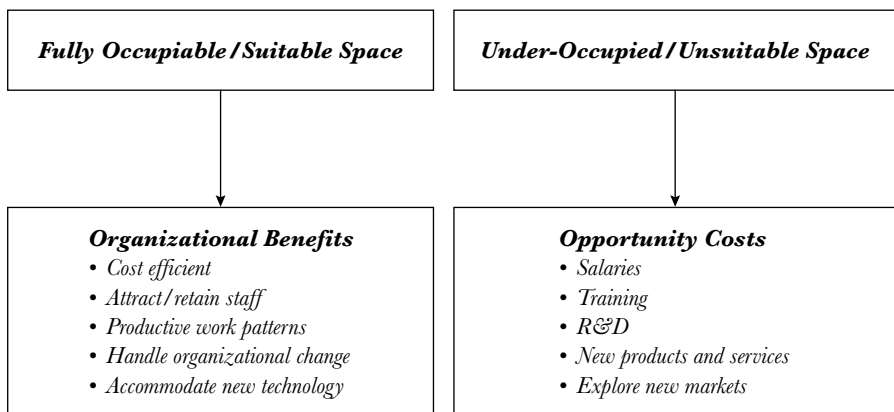 Fully Occupiable/Suitable Space
Under-Occupied/Unsuitable Space
Organizational Benefits
• Cost efficient
• Attract/retain staff
• Productive work patterns
• Handle organizational change
• Accommodate new technology
Opportunity Costs
• Salaries
• Training
• R&D
• New products and services
• Explore new markets